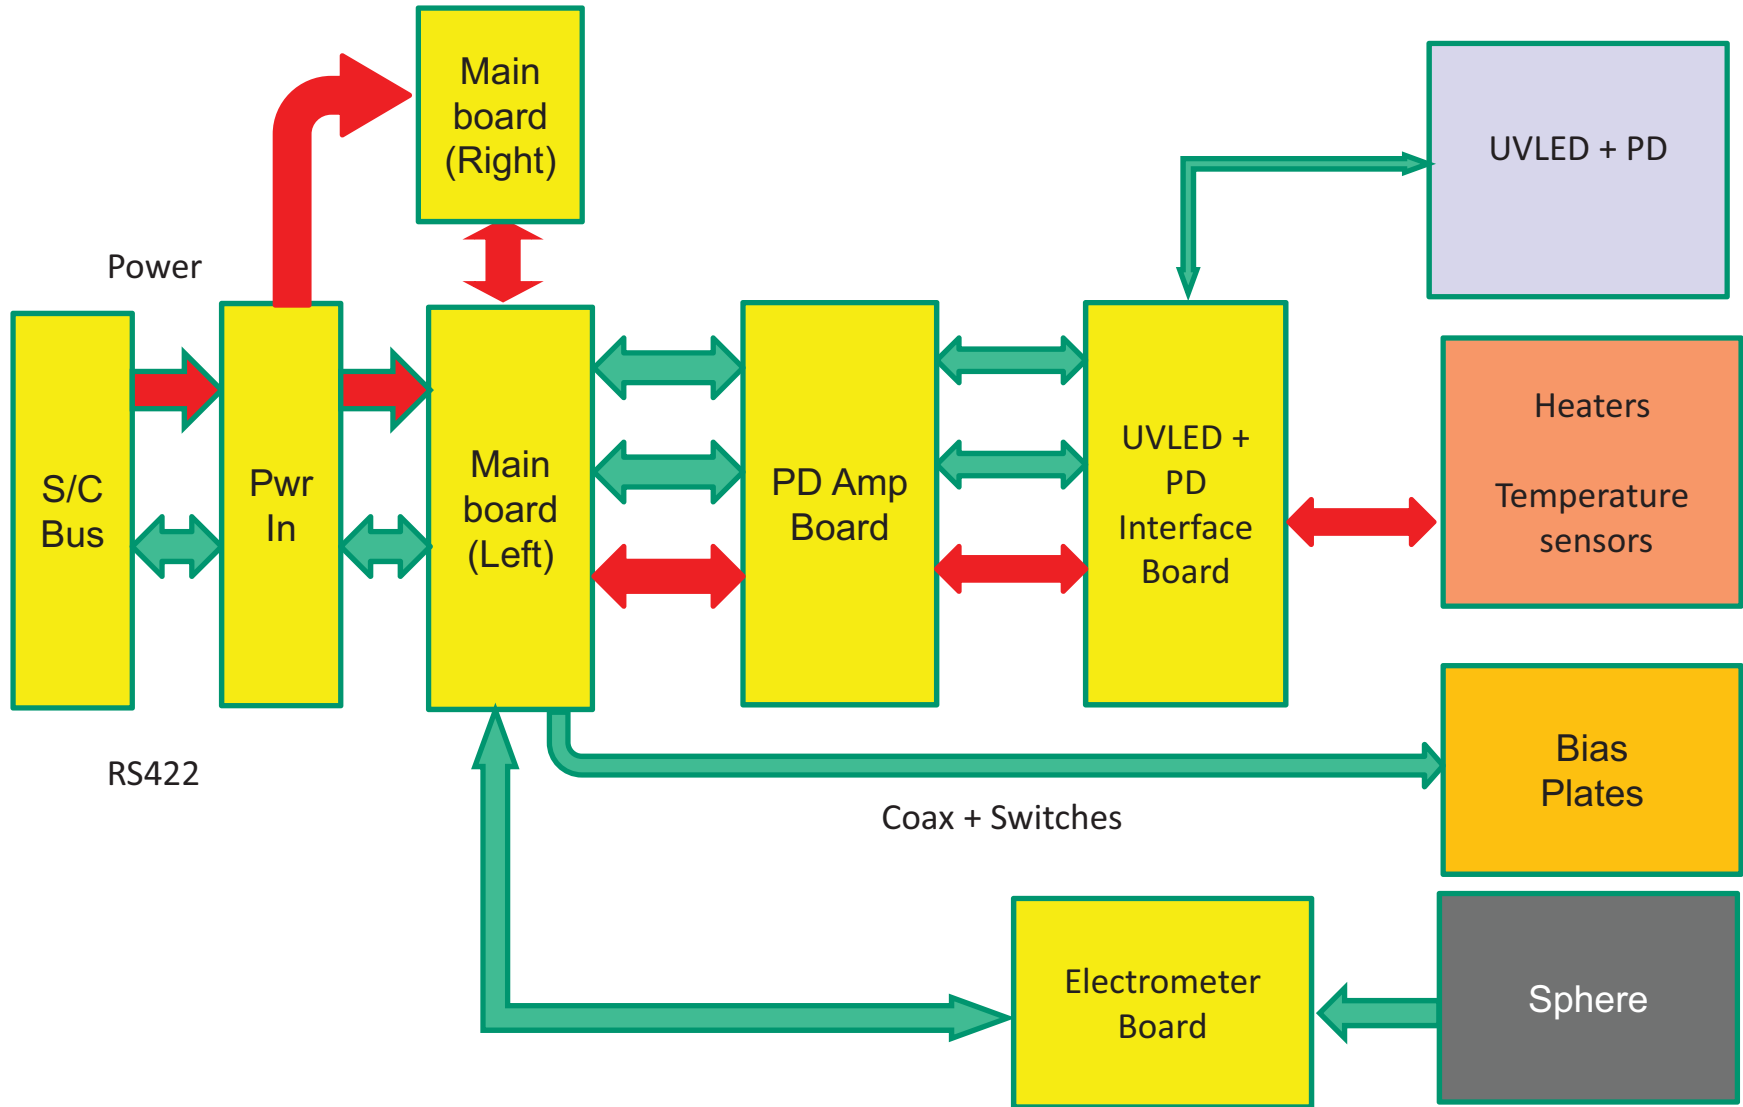 Main
board
(Right)
UVLED + PD
Power
S/C
Bus
Pwr
In
Main
board
(Left)
PD Amp
Board
UVLED +
PD
Interface
Board
Heaters
Temperature
sensors
RS422
Coax + Switches
Bias
Plates
Electrometer
Board
Sphere